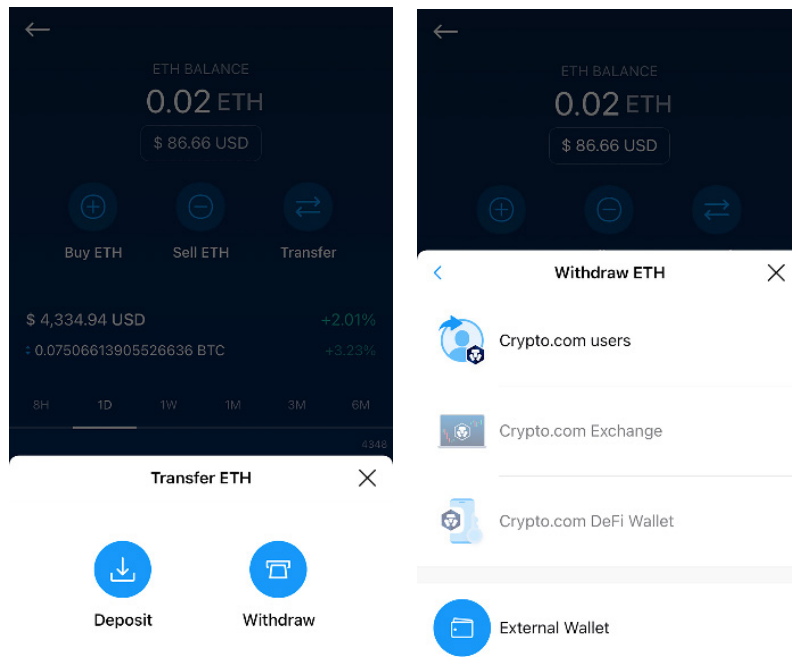 ETH BALANCE
0.02 ETH
$ 86.66 USD
Buy ETH
Sell ETH
Transfer
$ 4,334.94 USD
+2.01%
0.07506613905526636 BTC
+3.23%
8H
1D
1W
1M
3M
6M
4348
Transfer ETH
Deposit
Withdraw
ETH BALANCE
0.02 ETH
$ 86.66 USD
Withdraw ETH
Crypto.com users
Crypto.com Exchange
Crypto.com DeFi Wallet
External Wallet